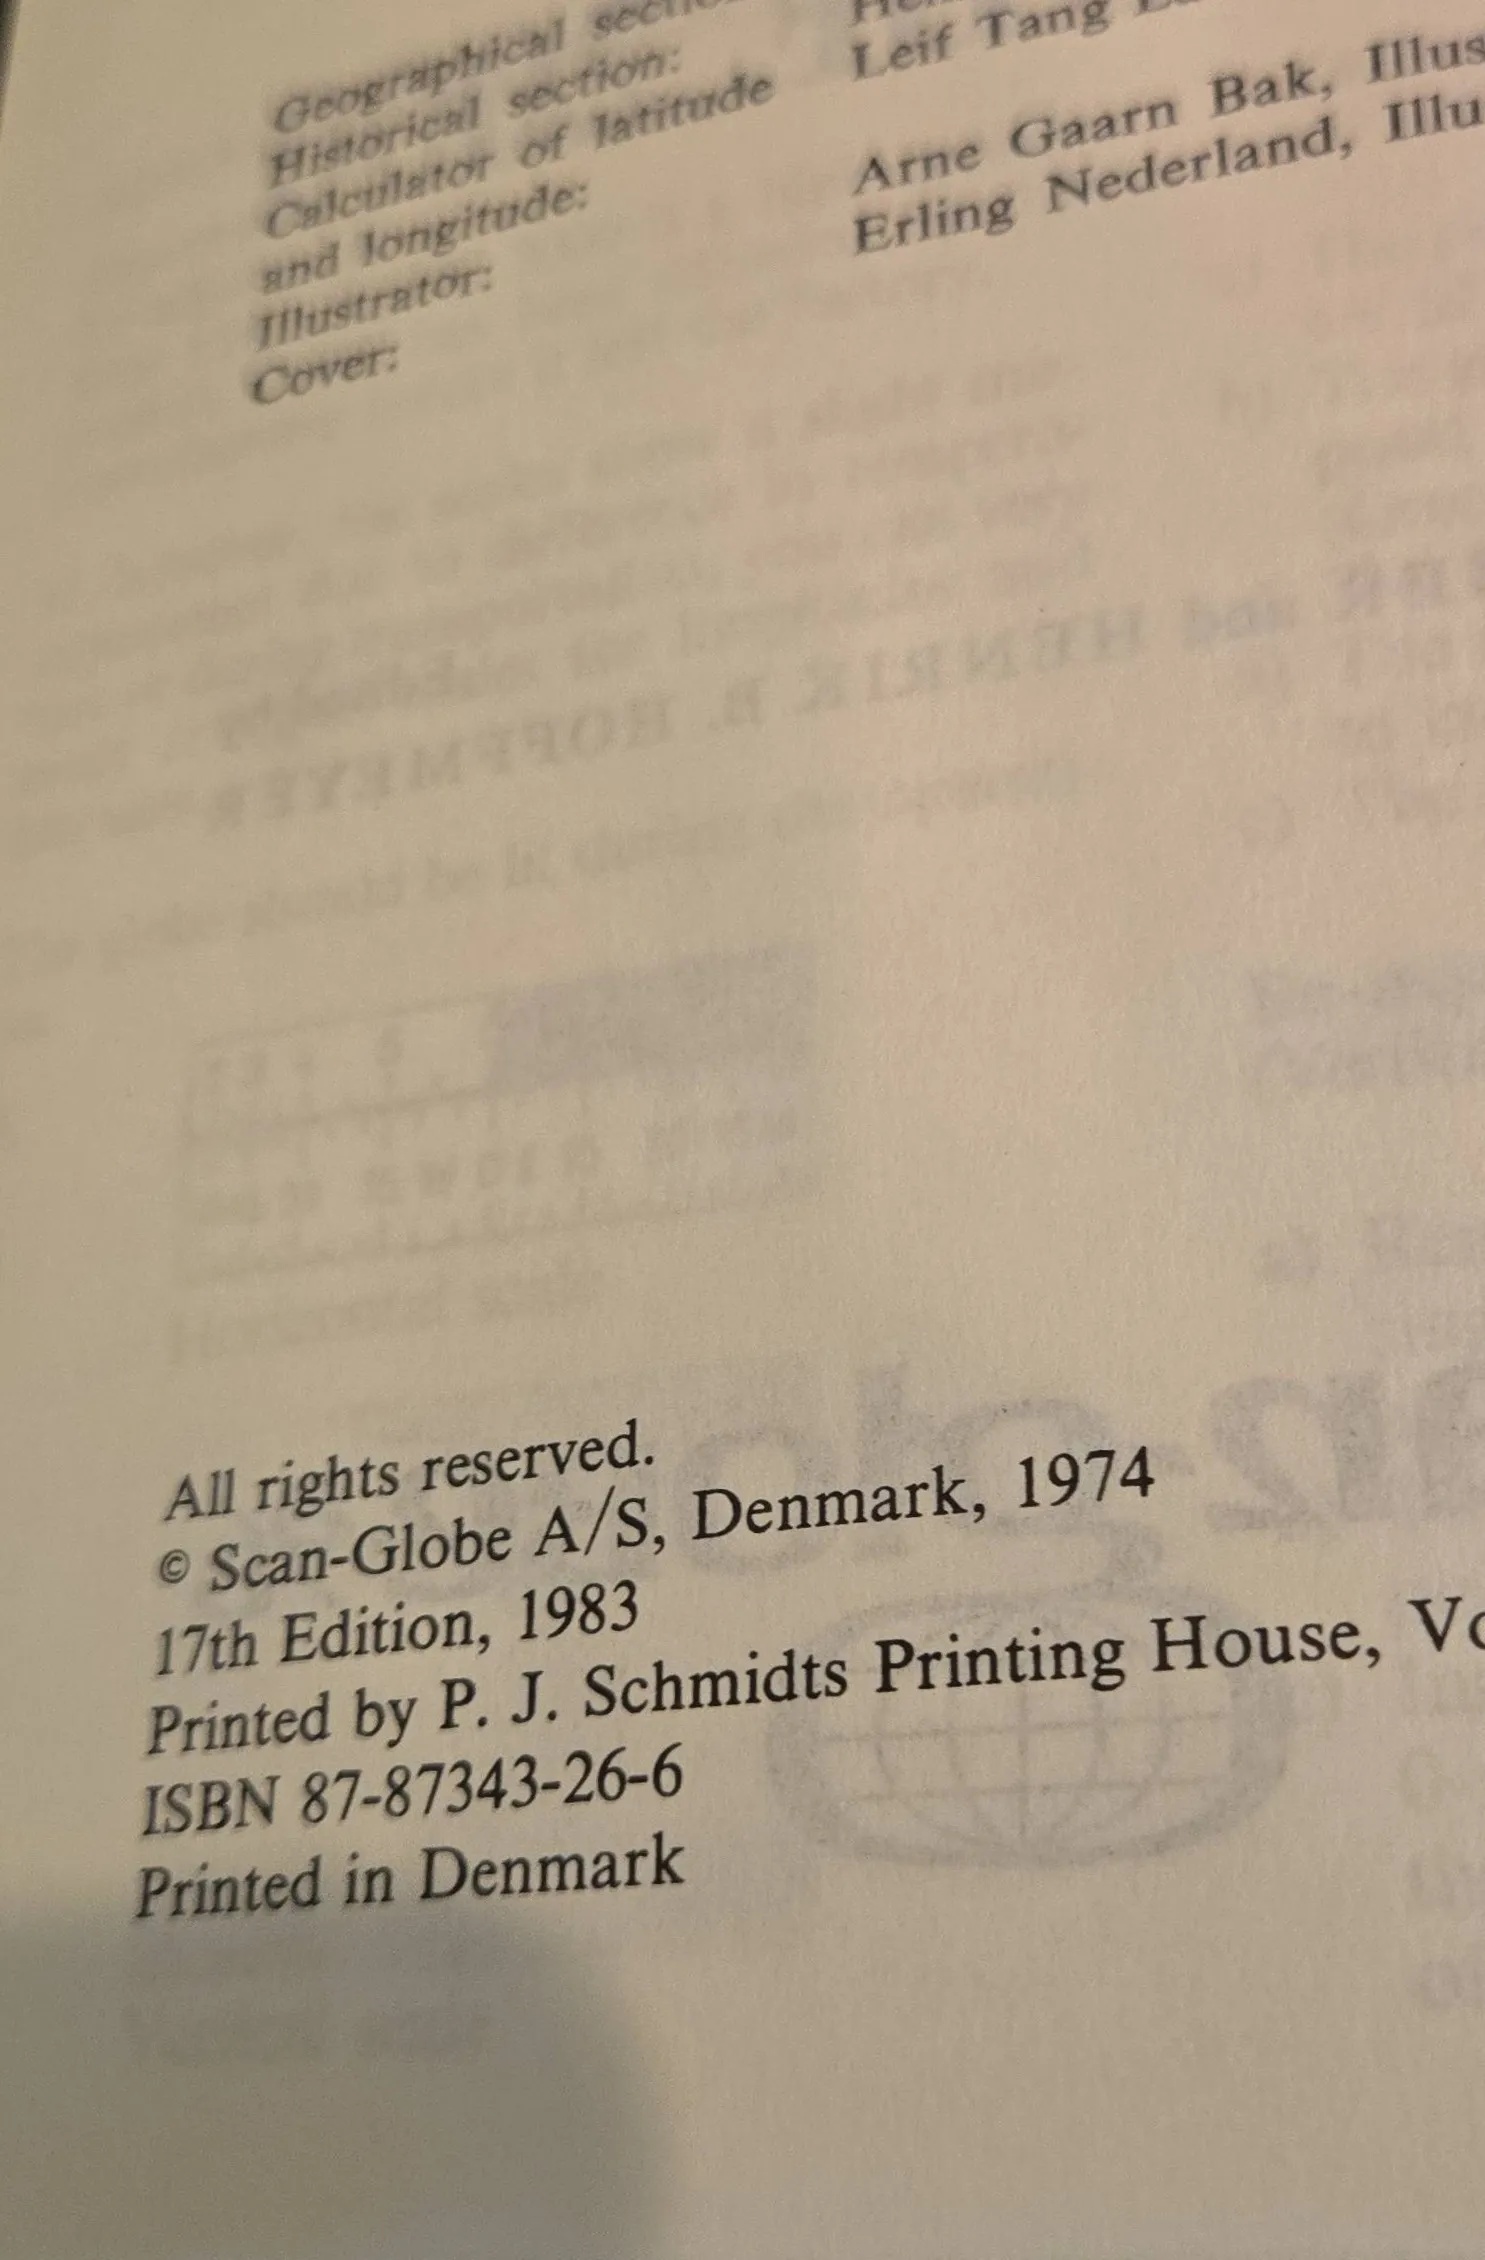 Geographical
Historical section:
Leif Tang
Calculator of latitude
and longitude:
Arne Gaarn Bak,
Illustrator:
Erling Nederland,
Cover:
All rights reserved.
© Scan-Globe A/S, Denmark, 1974
17th Edition, 1983
Printed by P. J. Schmidts Printing House,
ISBN 87-87343-26-6
Printed in Denmark